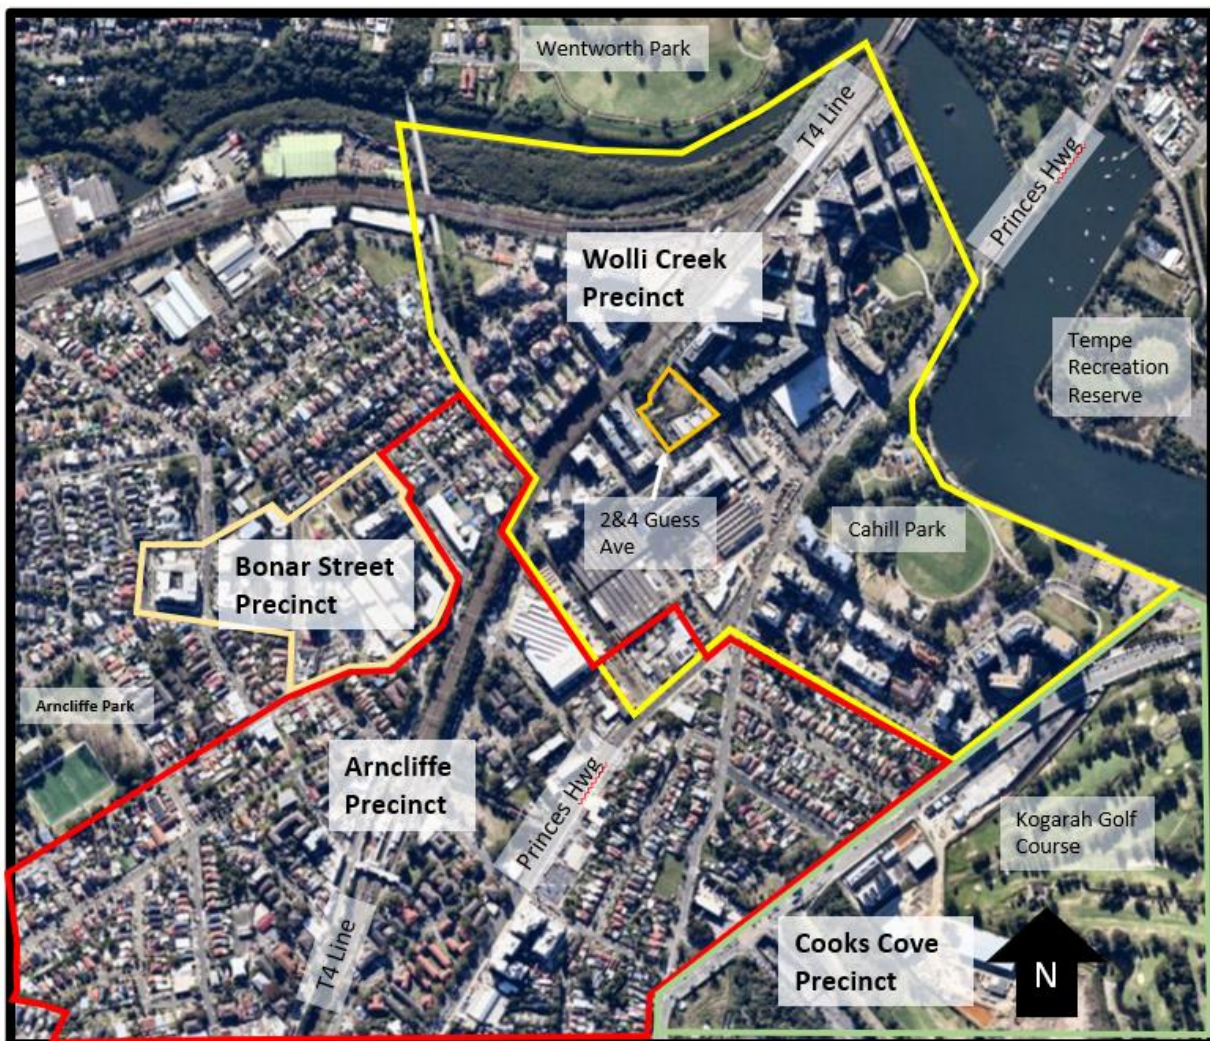 Wentworth Park
T4 Line
Princes Hwg
Wolli Creek
Precinct
Tempe
Recreation
Reserve
2&4 Guess
Ave
Cahill Park
Bonar Street
Precinct
Arncliffe Park
Arncliffe
Precinct
Princes Hwg
Kogarah Golf
Course
T4 Line
Cooks Cove
Precinct
N